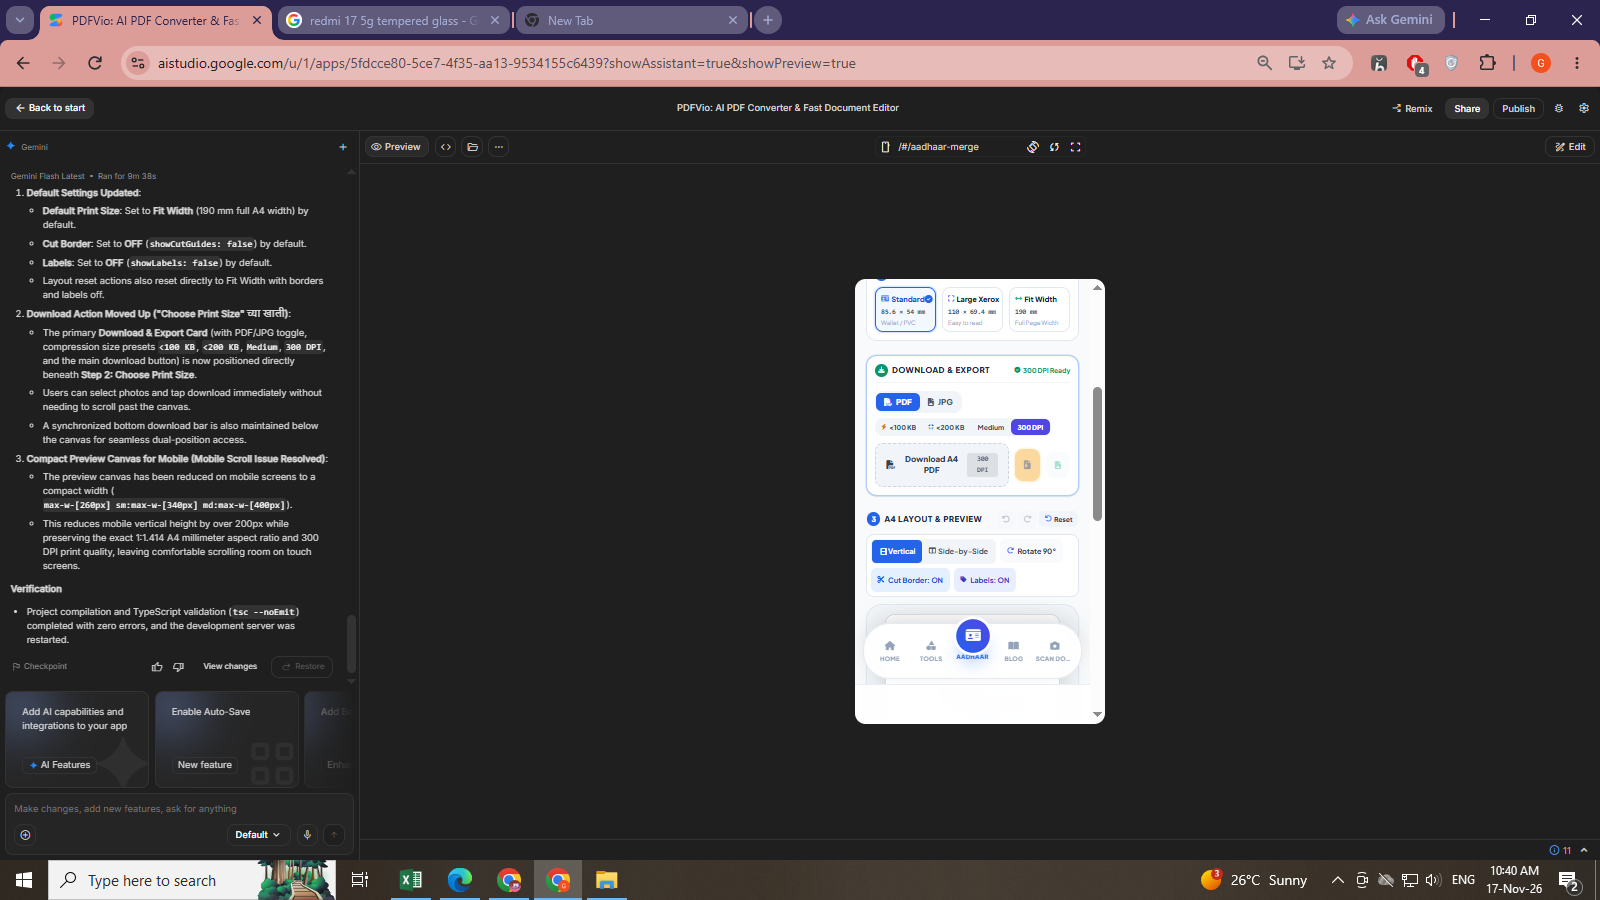 PDFVio: AI PDF Converter & Fas
redmi 17 5g tempered glass - G
New Tab
Ask Gemini
aistudio.google.com/u/1/apps/5fdcce80-5ce7-4f35-aa13-9534155c6439?showAssistant=true&showPreview=true
4
G
Back to start
PDFVio: AI PDF Converter & Fast Document Editor
Remix
Share
Publish
Gemini
Preview
/#/aadhaar-merge
Edit
Gemini Flash Latest • Ran for 9m 38s
1. Default Settings Updated:
Default Print Size: Set to Fit Width (190 mm full A4 width) by
default.
Cut Border: Set to OFF (showCutGuides: false) by default.
Labels: Set to OFF (showLabels: false) by default.
Layout reset actions also reset directly to Fit Width with borders
and labels off.
2. Download Action Moved Up ("Choose Print Size" च्या खाली):
The primary Download & Export Card (with PDF/JPG toggle,
compression size presets <100 KB, <200 KB, Medium, 300 DPI,
and the main download button) is now positioned directly
beneath Step 2: Choose Print Size.
Users can select photos and tap download immediately without
needing to scroll past the canvas.
A synchronized bottom download bar is also maintained below
the canvas for seamless dual-position access.
3. Compact Preview Canvas for Mobile (Mobile Scroll Issue Resolved):
The preview canvas has been reduced on mobile screens to a
compact width (
max-w-[260px] sm:max-w-[340px] md:max-w-[400px]).
This reduces mobile vertical height by over 200px while
preserving the exact 1:1.414 A4 millimeter aspect ratio and 300
DPI print quality, leaving comfortable scrolling room on touch
screens.
Verification
Project compilation and TypeScript validation (tsc --noEmit)
completed with zero errors, and the development server was
restarted.
Checkpoint
View changes
Restore
Add AI capabilities and
integrations to your app
AI Features
Enable Auto-Save
New feature
Make changes, add new features, ask for anything
Default
Standard
85.6 × 54 mm
Wallet / PVC
Large Xerox
110 × 69.4 mm
Easy to read
Fit Width
190 mm
Full Page Width
DOWNLOAD & EXPORT
300 DPI Ready
PDF
JPG
<100 KB
<200 KB
Medium
300 DPI
Download A4
PDF
300
DPI
3 A4 LAYOUT & PREVIEW
Reset
Vertical
Side-by-Side
Rotate 90°
Cut Border: ON
Labels: ON
HOME
TOOLS
AADHAAR
BLOG
SCAN DO...
11
Type here to search
3
26°C Sunny
ENG
10:40 AM
17-Nov-26
2